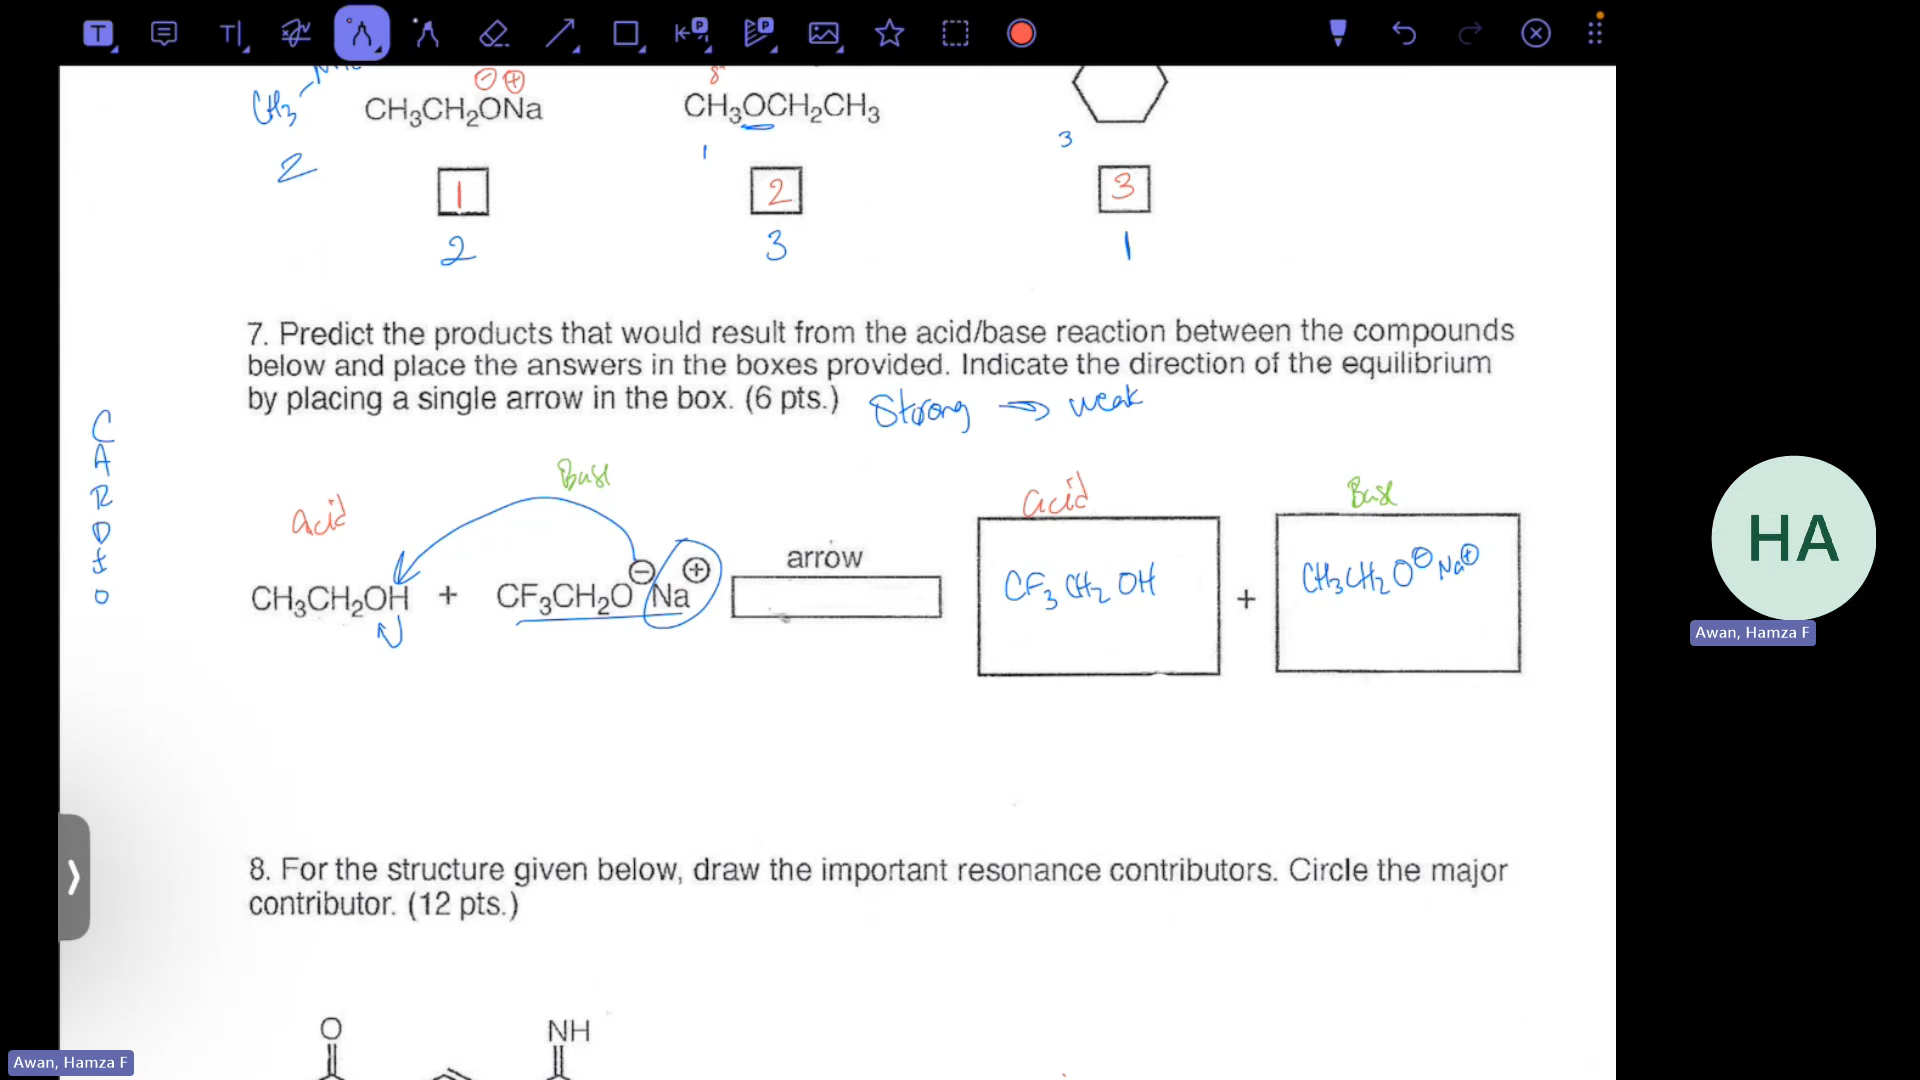 CH3
CH3CH2ONa
⊖⊕
CH3OCH2CH3
2
1
3
1
2
3
2
3
1
7. Predict the products that would result from the acid/base reaction between the compounds
below and place the answers in the boxes provided. Indicate the direction of the equilibrium
by placing a single arrow in the box. (6 pts.) Strong → weak
C
A
R
D
I
O
acid
Base
acid
Base
arrow
CH3CH2OH + CF3CH2O⊖ Na⊕
CF3CH2OH + CH3CH2O⊖ Na⊕
8. For the structure given below, draw the important resonance contributors. Circle the major
contributor. (12 pts.)
O
NH
HA
Awan, Hamza F
Awan, Hamza F